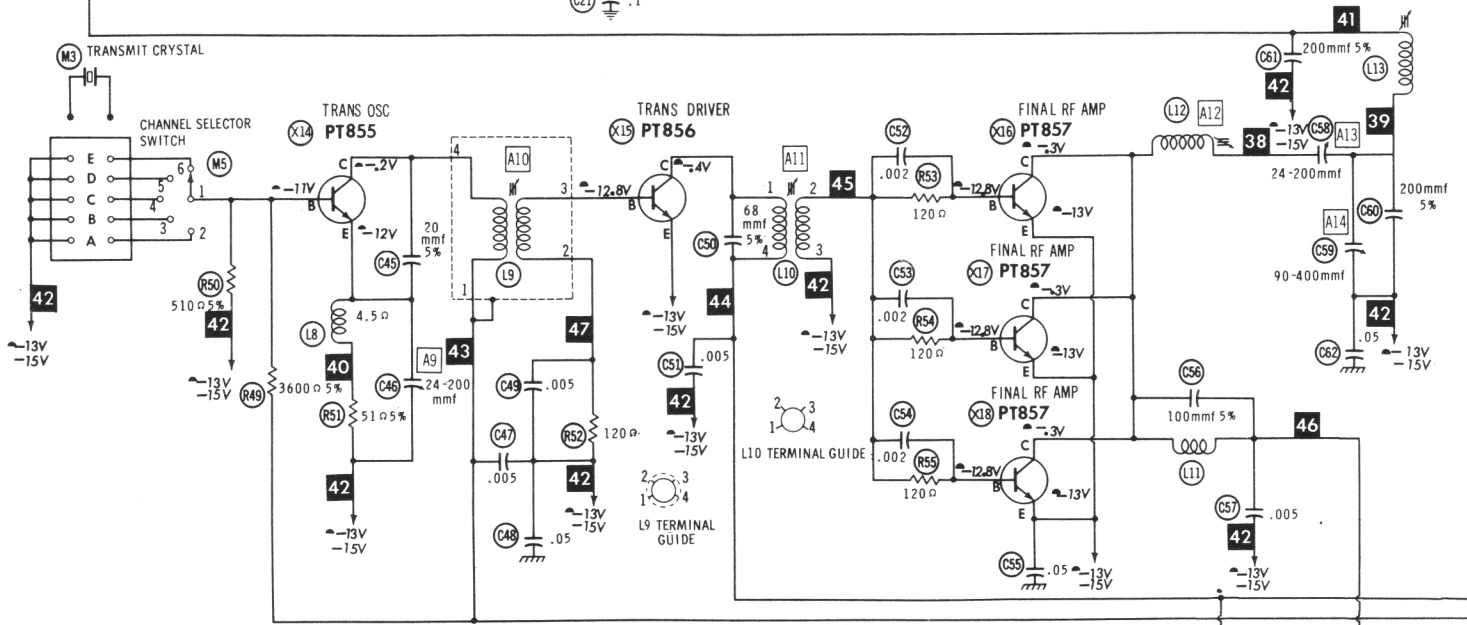 C21 .1
M3 TRANSMIT CRYSTAL
CHANNEL SELECTOR
SWITCH
M5
E
D
C
B
A
6
5
4
3
2
1
42
-13V
-15V
R50
510Ω5%
42
-13V
-15V
R49
3600Ω5%
TRANS OSC
X14 PT855
C
-.2V
-11V
B
E
-12V
C45
20
mmf
5%
L8
4.5Ω
40
R51
51Ω5%
A9
C46
24-200
mmf
42
-13V
-15V
4
A10
3
2
1
L9
43
47
C49
.005
C47
.005
R52
120Ω
C48
.05
42
-13V
-15V
2 3
1 4
L9 TERMINAL
GUIDE
TRANS DRIVER
X15 PT856
C
-.4V
-12.8V
B
E
-13V
-15V
C50
68
mmf
5%
44
C51
.005
42
-13V
-15V
A11
1 2
4 3
L10
42
-13V
-15V
45
2 3
1 4
L10 TERMINAL GUIDE
C52
.002
R53
120Ω
C53
.002
R54
120Ω
C54
.002
R55
120Ω
FINAL RF AMP
X16 PT857
C
-.3V
-12.8V
B
-13V
E
FINAL RF AMP
X17 PT857
C
-.3V
-12.8V
B
-13V
E
FINAL RF AMP
X18 PT857
C
-.3V
-12.8V
B
-13V
E
C55
.05
-13V
-15V
L12 A12
38
C58 A13
24-200mmf
C61
200mmf 5%
42
-13V
-15V
41
L13
39
200mmf
5%
C60
A14
C59
90-400mmf
42
C62
.05
-13V
-15V
C56
100mmf 5%
L11
46
C57
.005
42
-13V
-15V